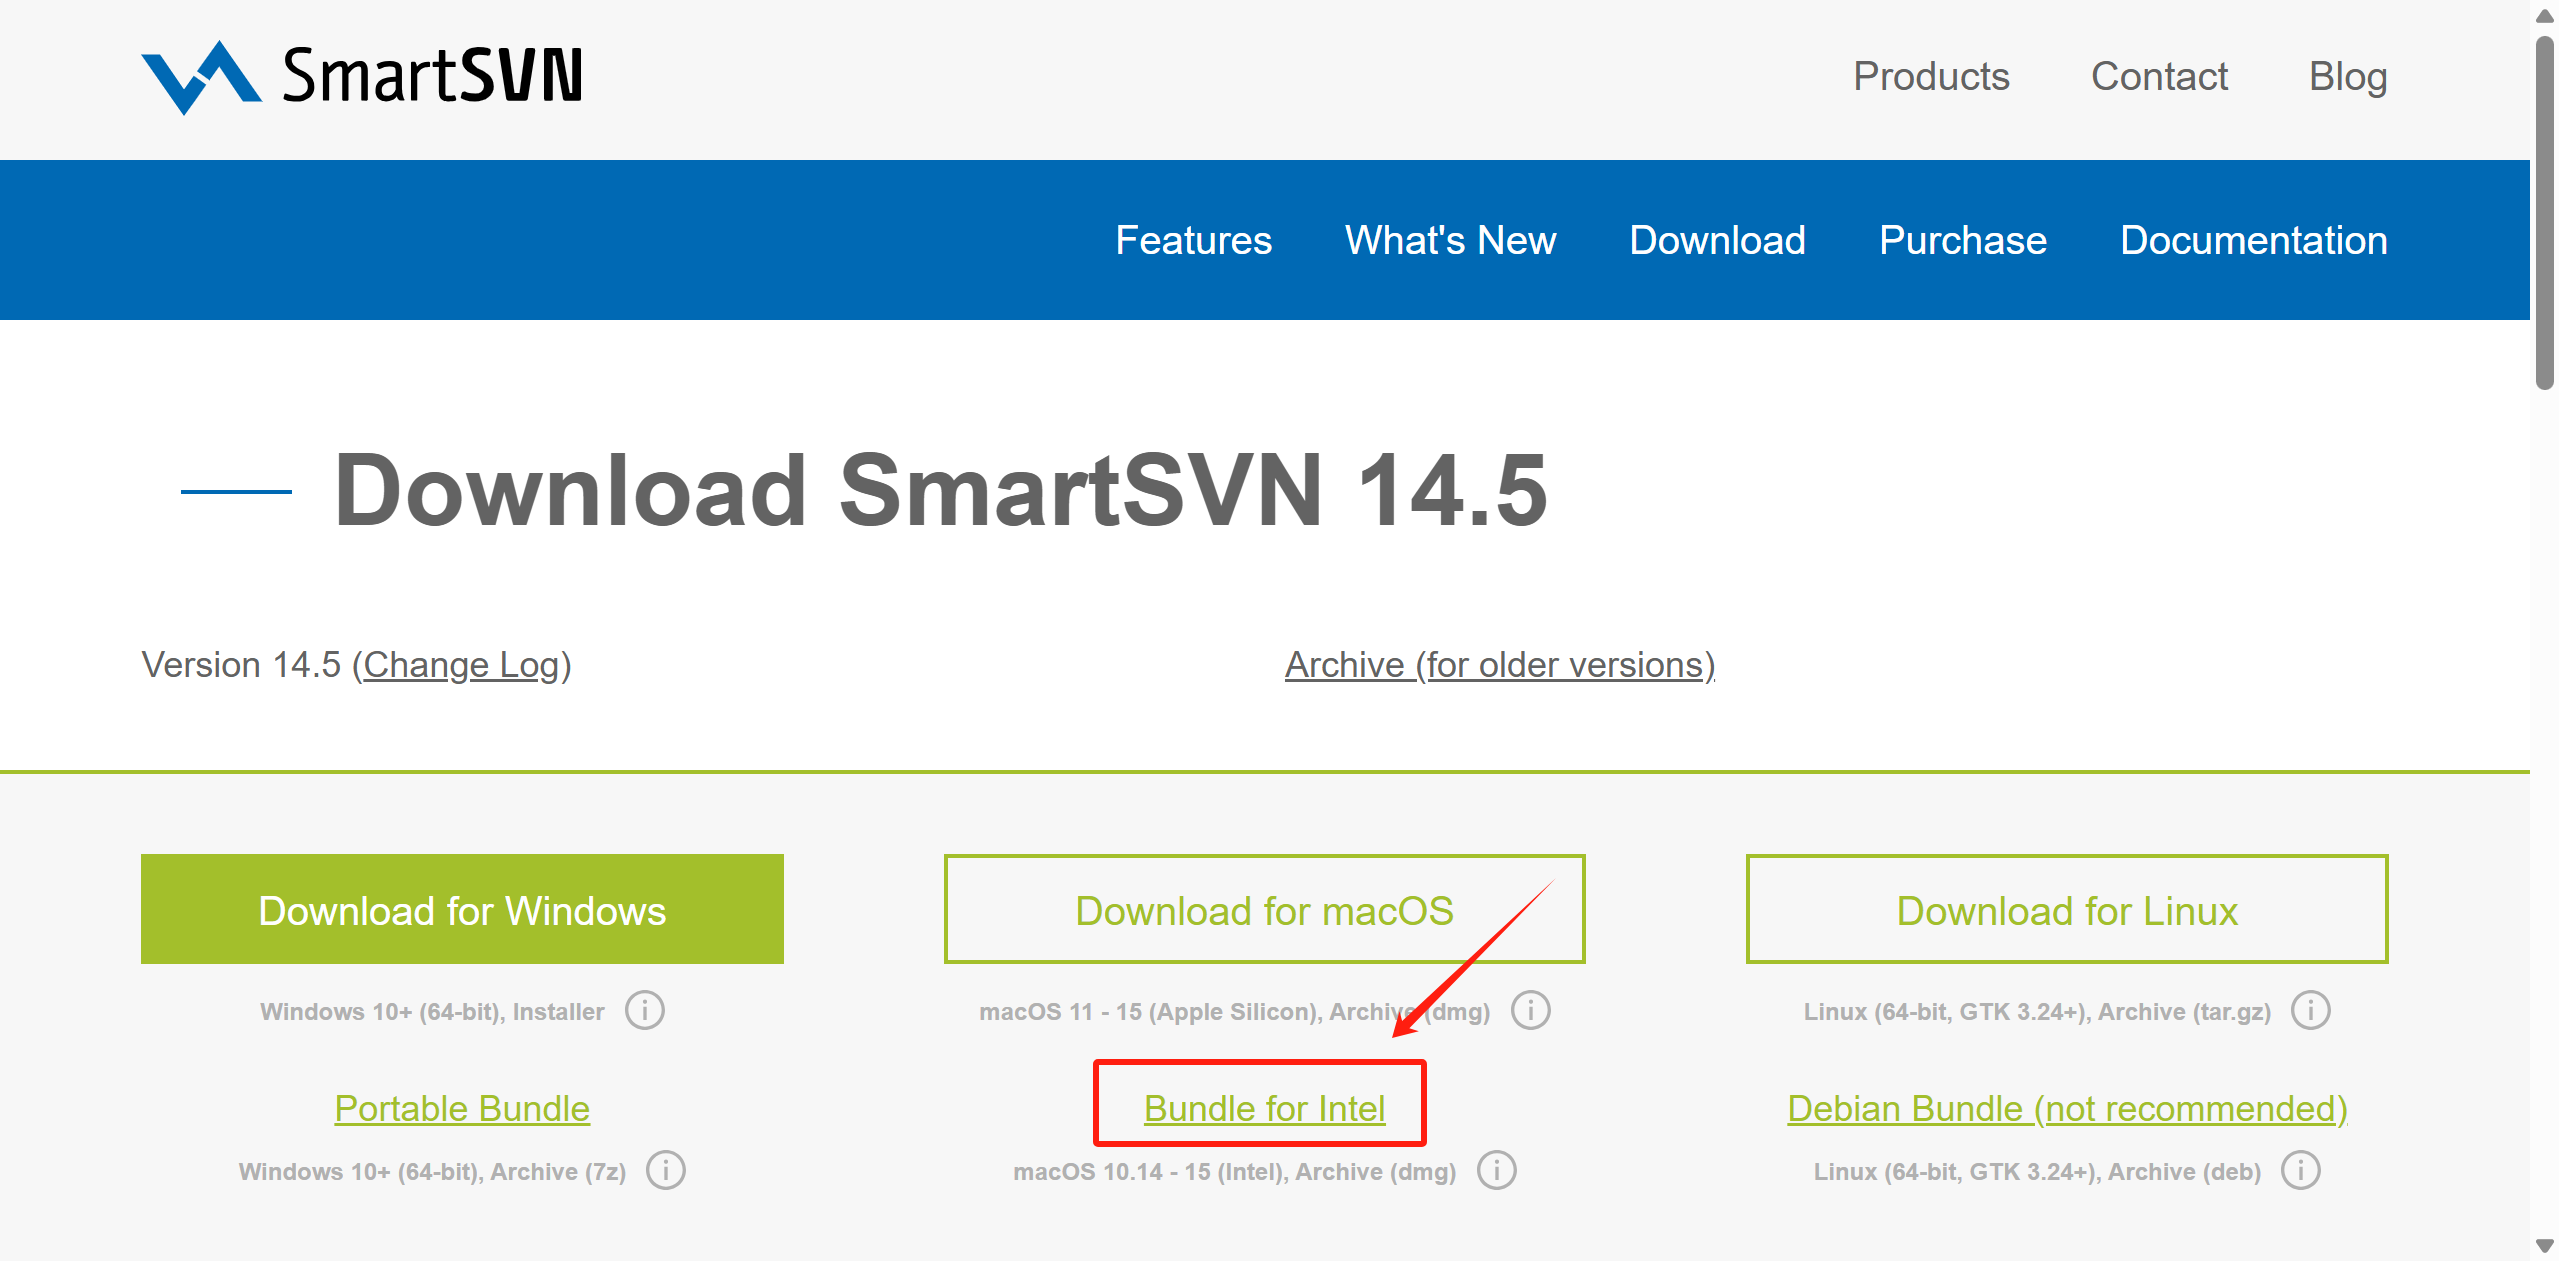 SmartSVN
Products Contact Blog
Features What's New Download Purchase Documentation
Download SmartSVN 14.5
Version 14.5 (Change Log) Archive (for older versions)
Download for Windows
Windows 10+ (64-bit), Installer
Portable Bundle
Windows 10+ (64-bit), Archive (7z)
Download for macOS
macOS 11 - 15 (Apple Silicon), Archive (dmg)
Bundle for Intel
macOS 10.14 - 15 (Intel), Archive (dmg)
Download for Linux
Linux (64-bit, GTK 3.24+), Archive (tar.gz)
Debian Bundle (not recommended)
Linux (64-bit, GTK 3.24+), Archive (deb)